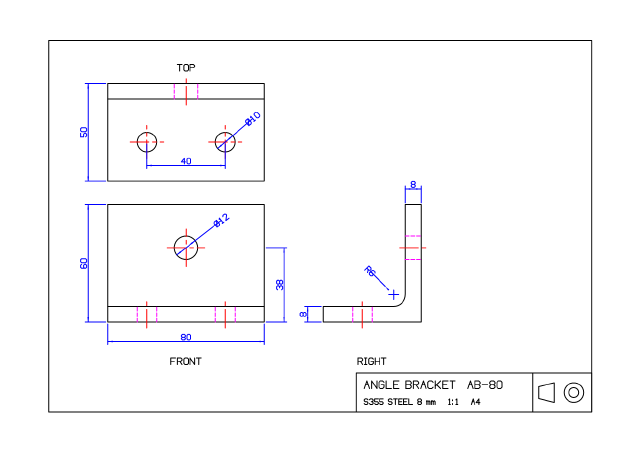 TOP
Ø10
50
40
8
Ø12
60
38
R6
8
80
FRONT
RIGHT
ANGLE BRACKET AB-80
S355 STEEL 8 mm 1:1 A4